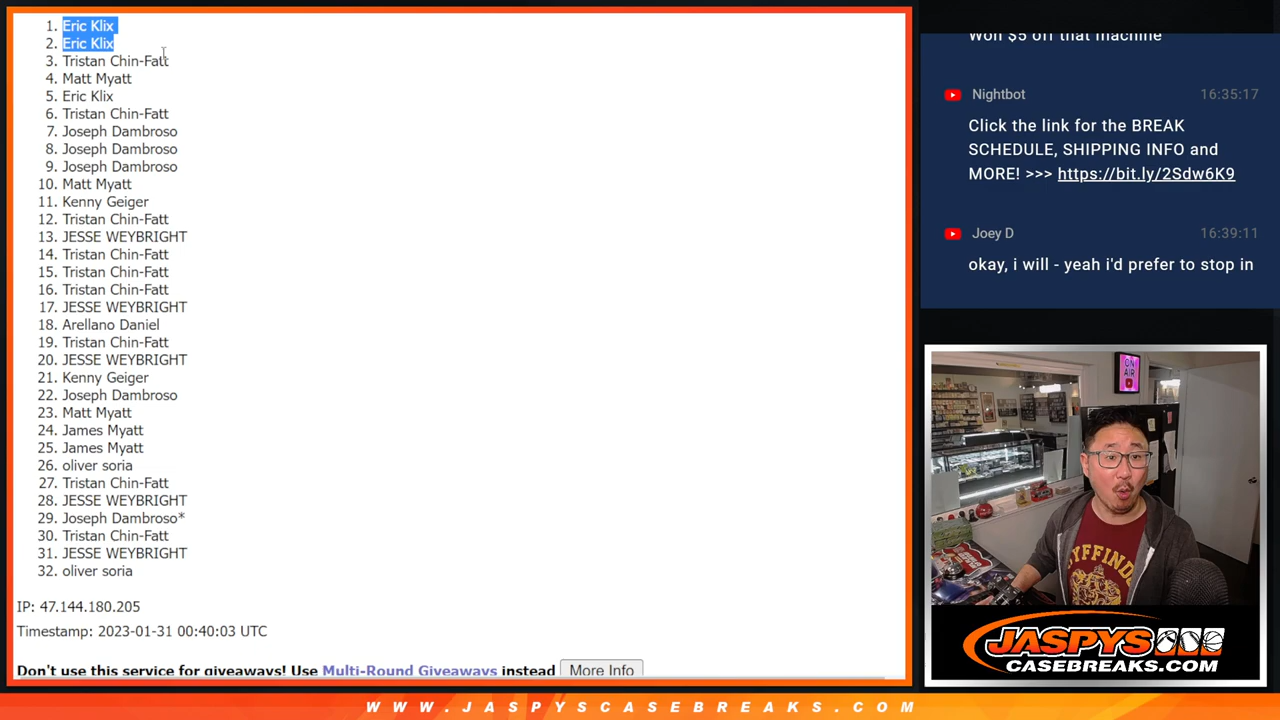 1. Eric Klix
2. Eric Klix
3. Tristan Chin-Fatt
4. Matt Myatt
5. Eric Klix
6. Tristan Chin-Fatt
7. Joseph Dambroso
8. Joseph Dambroso
9. Joseph Dambroso
10. Matt Myatt
11. Kenny Geiger
12. Tristan Chin-Fatt
13. JESSE WEYBRIGHT
14. Tristan Chin-Fatt
15. Tristan Chin-Fatt
16. Tristan Chin-Fatt
17. JESSE WEYBRIGHT
18. Arellano Daniel
19. Tristan Chin-Fatt
20. JESSE WEYBRIGHT
21. Kenny Geiger
22. Joseph Dambroso
23. Matt Myatt
24. James Myatt
25. James Myatt
26. oliver soria
27. Tristan Chin-Fatt
28. JESSE WEYBRIGHT
29. Joseph Dambroso*
30. Tristan Chin-Fatt
31. JESSE WEYBRIGHT
32. oliver soria
IP: 47.144.180.205
Timestamp: 2023-01-31 00:40:03 UTC
Don't use this service for giveaways! Use Multi-Round Giveaways instead More Info
Won $5 off that machine
Nightbot 16:35:17
Click the link for the BREAK
SCHEDULE, SHIPPING INFO and
MORE! >>> https://bit.ly/2Sdw6K9
Joey D 16:39:11
okay, i will - yeah i'd prefer to stop in
ON
AIR
GRYFFINDOR
JASPYS
CASEBREAKS.COM
WWW.JASPYSCASEBREAKS.COM